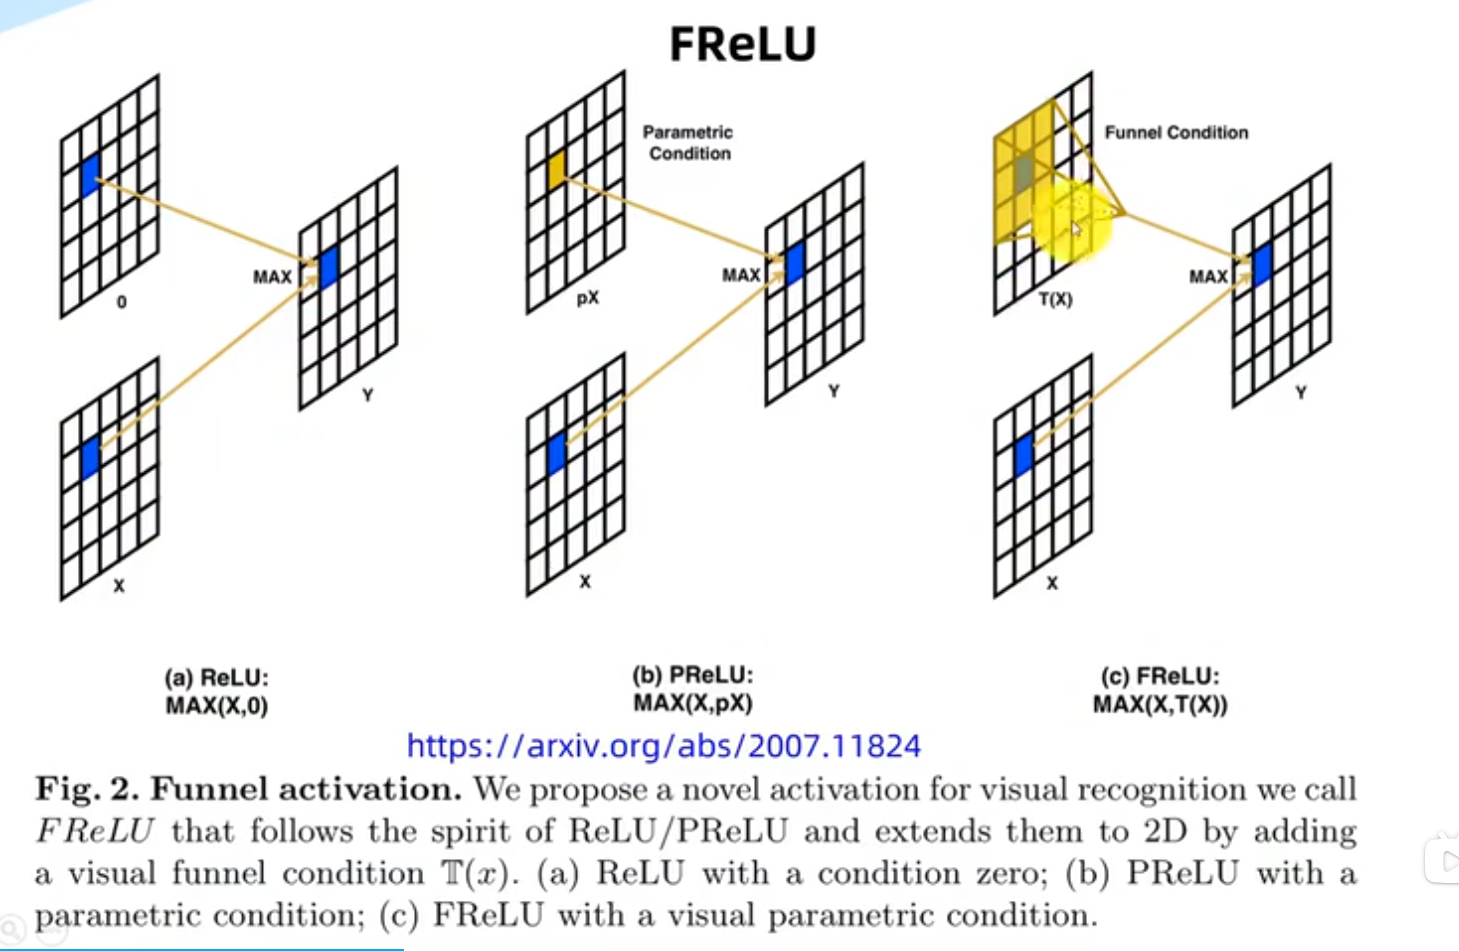 FReLU
0
MAX
Y
X
(a) ReLU:
MAX(X,0)
Parametric
Condition
pX
MAX
Y
X
(b) PReLU:
MAX(X,pX)
Funnel Condition
T(X)
MAX
Y
X
(c) FReLU:
MAX(X,T(X))
https://arxiv.org/abs/2007.11824
Fig. 2. Funnel activation. We propose a novel activation for visual recognition we call
FReLU that follows the spirit of ReLU/PReLU and extends them to 2D by adding
a visual funnel condition 𝕋(x). (a) ReLU with a condition zero; (b) PReLU with a
parametric condition; (c) FReLU with a visual parametric condition.